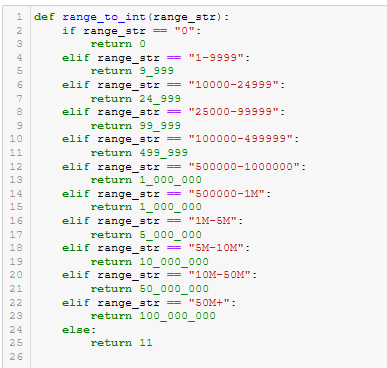 1 def range_to_int(range_str):
2     if range_str == "0":
3         return 0
4     elif range_str == "1-9999":
5         return 9_999
6     elif range_str == "10000-24999":
7         return 24_999
8     elif range_str == "25000-99999":
9         return 99_999
10     elif range_str == "100000-499999":
11         return 499_999
12     elif range_str == "500000-1000000":
13         return 1_000_000
14     elif range_str == "500000-1M":
15         return 1_000_000
16     elif range_str == "1M-5M":
17         return 5_000_000
18     elif range_str == "5M-10M":
19         return 10_000_000
20     elif range_str == "10M-50M":
21         return 50_000_000
22     elif range_str == "50M+":
23         return 100_000_000
24     else:
25         return 11
26